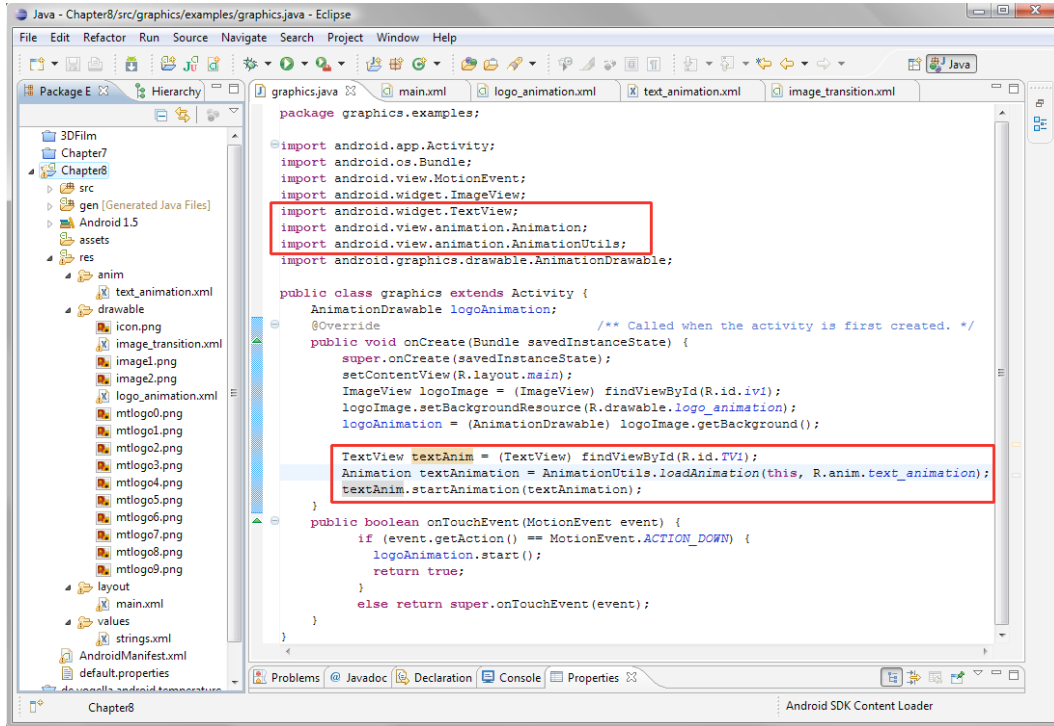 Java - Chapter8/src/graphics/examples/graphics.java - Eclipse
File Edit Refactor Run Source Navigate Search Project Window Help
Java
Package E
Hierarchy
graphics.java
main.xml
logo_animation.xml
text_animation.xml
image_transition.xml
3DFilm
Chapter7
Chapter8
src
gen [Generated Java Files]
Android 1.5
assets
res
anim
text_animation.xml
drawable
icon.png
image_transition.xml
image1.png
image2.png
logo_animation.xml
mtlogo0.png
mtlogo1.png
mtlogo2.png
mtlogo3.png
mtlogo4.png
mtlogo5.png
mtlogo6.png
mtlogo7.png
mtlogo8.png
mtlogo9.png
layout
main.xml
values
strings.xml
AndroidManifest.xml
default.properties
package graphics.examples;
import android.app.Activity;
import android.os.Bundle;
import android.view.MotionEvent;
import android.widget.ImageView;
import android.widget.TextView;
import android.view.animation.Animation;
import android.view.animation.AnimationUtils;
import android.graphics.drawable.AnimationDrawable;
public class graphics extends Activity {
AnimationDrawable logoAnimation;
@Override /** Called when the activity is first created. */
public void onCreate(Bundle savedInstanceState) {
super.onCreate(savedInstanceState);
setContentView(R.layout.main);
ImageView logoImage = (ImageView) findViewById(R.id.iv1);
logoImage.setBackgroundResource(R.drawable.logo_animation);
logoAnimation = (AnimationDrawable) logoImage.getBackground();
TextView textAnim = (TextView) findViewById(R.id.TV1);
Animation textAnimation = AnimationUtils.loadAnimation(this, R.anim.text_animation);
textAnim.startAnimation(textAnimation);
}
public boolean onTouchEvent(MotionEvent event) {
if (event.getAction() == MotionEvent.ACTION_DOWN) {
logoAnimation.start();
return true;
}
else return super.onTouchEvent(event);
}
}
Problems @ Javadoc Declaration Console Properties
Chapter8
Android SDK Content Loader